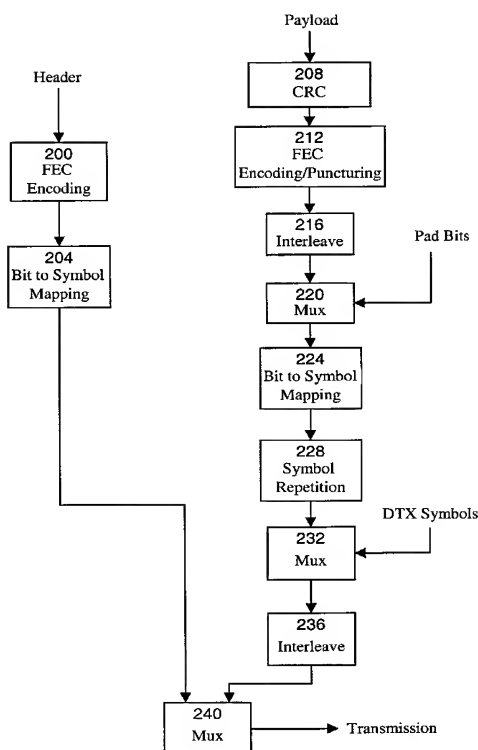 Payload
208
CRC
Header
212
FEC
Encoding/Puncturing
200
FEC
Encoding
216
Interleave
Pad Bits
204
Bit to Symbol
Mapping
220
Mux
224
Bit to Symbol
Mapping
228
Symbol
Repetition
DTX Symbols
232
Mux
236
Interleave
240
Mux
Transmission